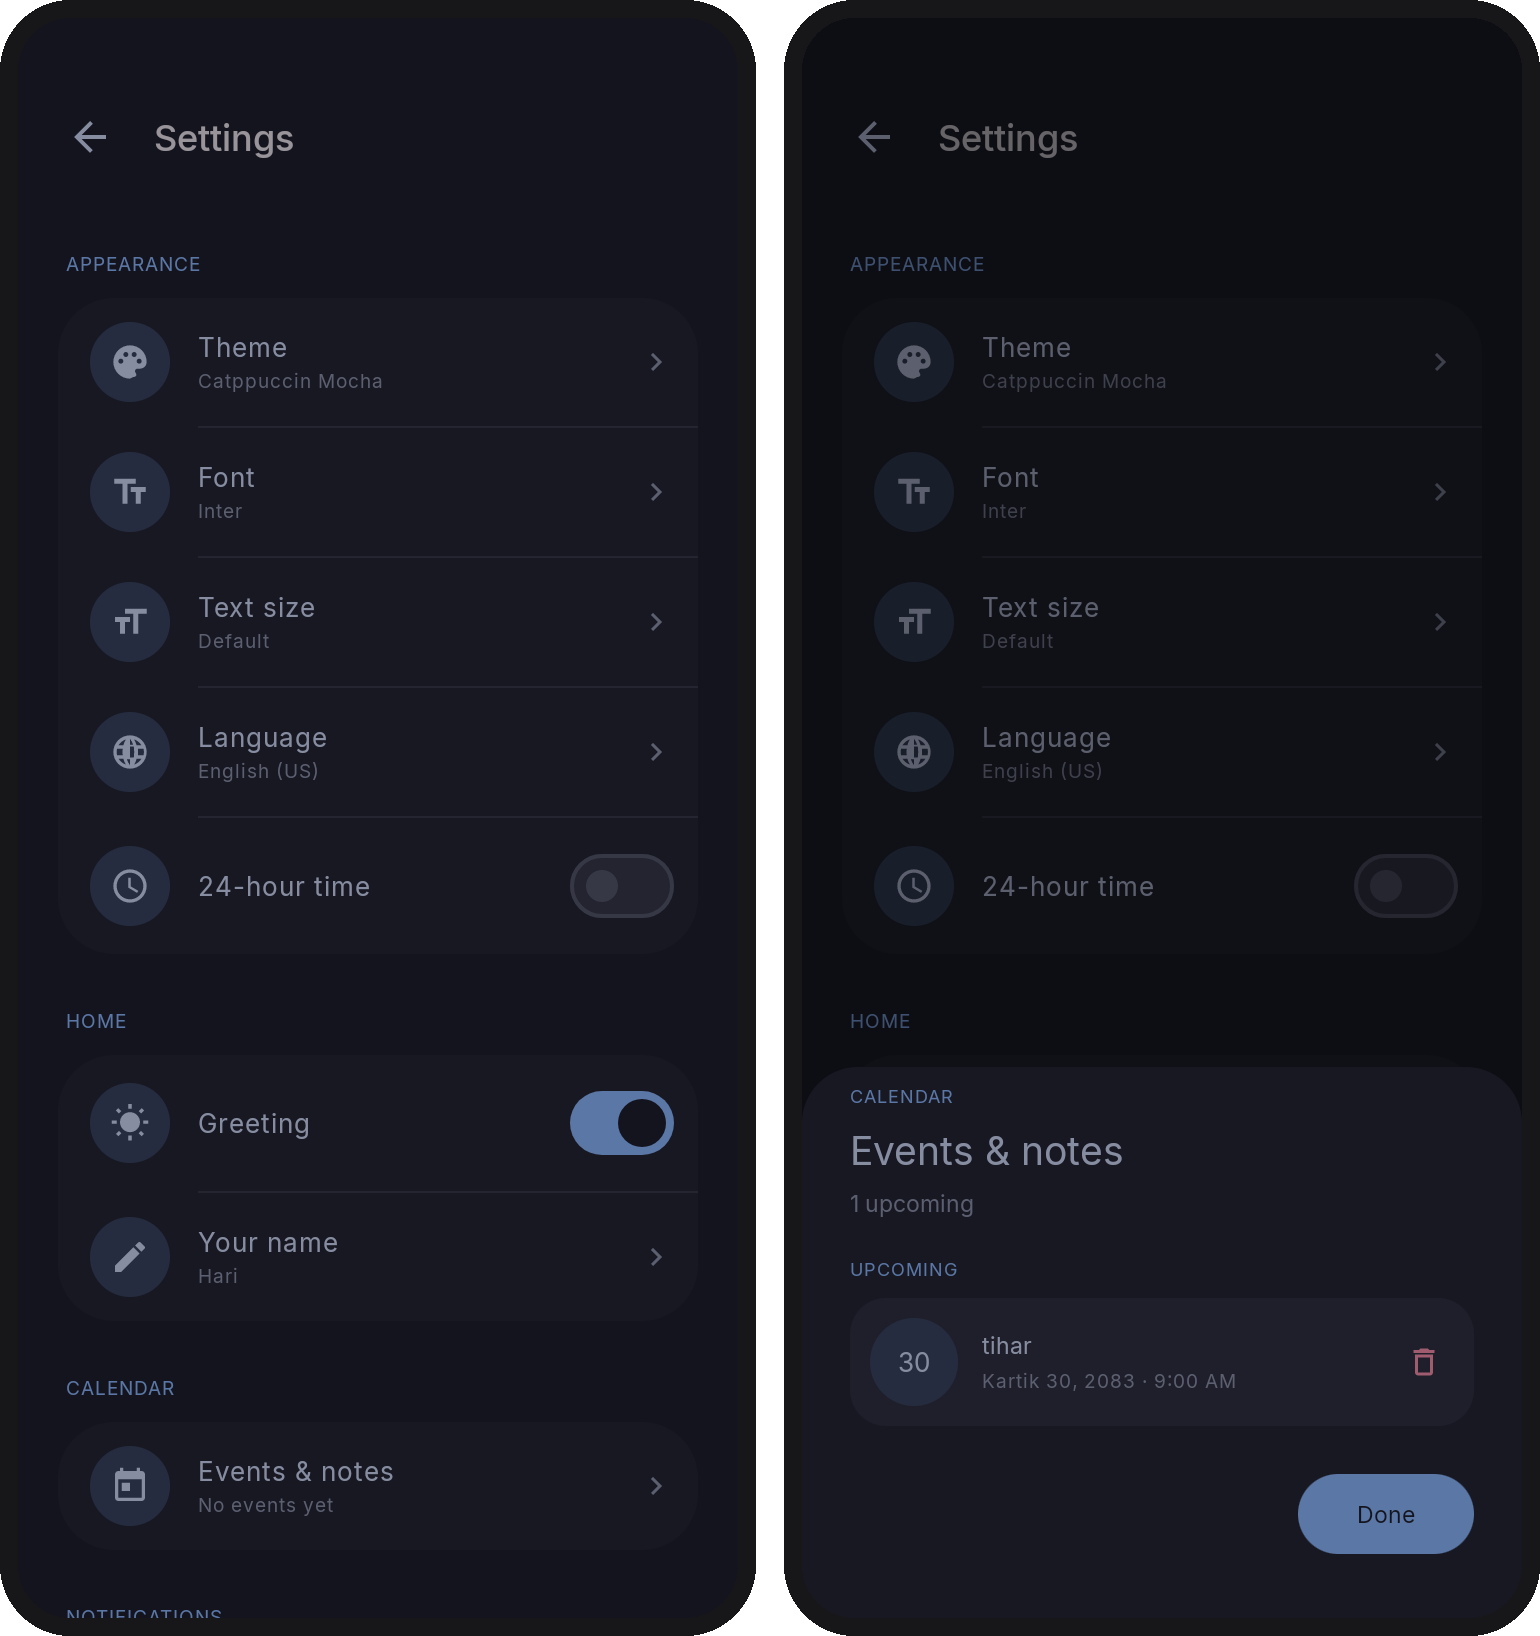 Settings
APPEARANCE
Theme
Catppuccin Mocha
Font
Inter
Text size
Default
Language
English (US)
24-hour time
HOME
Greeting
Your name
Hari
CALENDAR
Events & notes
No events yet
NOTIFICATIONS
Settings
APPEARANCE
Theme
Catppuccin Mocha
Font
Inter
Text size
Default
Language
English (US)
24-hour time
HOME
CALENDAR
Events & notes
1 upcoming
UPCOMING
30
tihar
Kartik 30, 2083 · 9:00 AM
Done